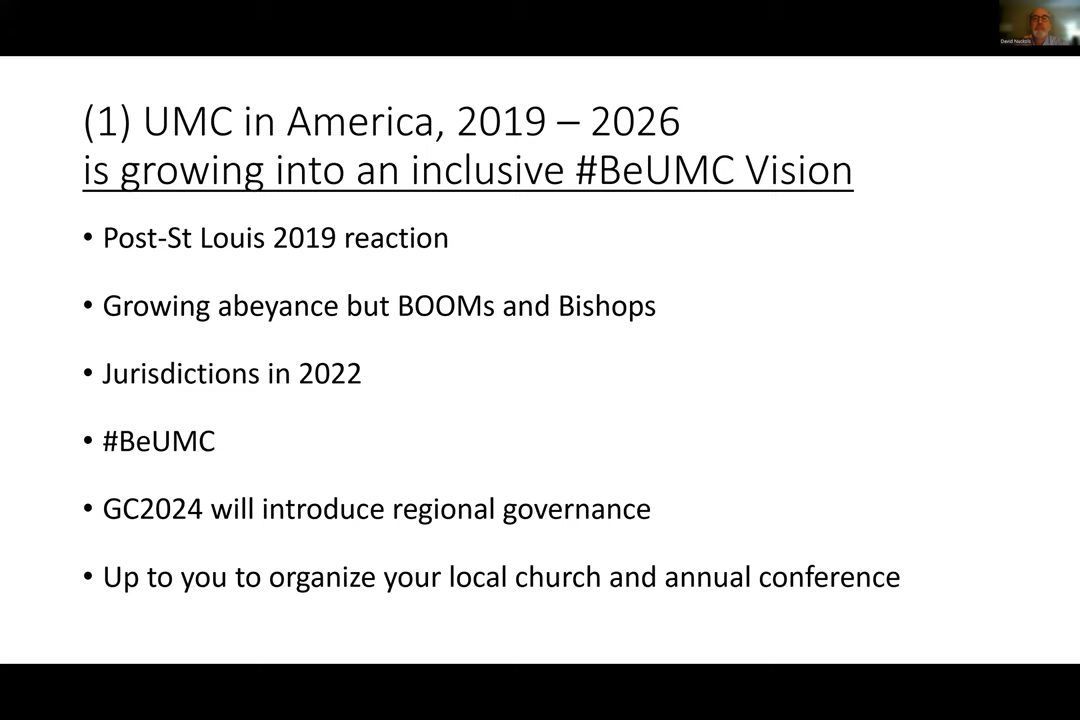 David Nuckols
(1) UMC in America, 2019 – 2026
is growing into an inclusive #BeUMC Vision
• Post-St Louis 2019 reaction
• Growing abeyance but BOOMs and Bishops
• Jurisdictions in 2022
• #BeUMC
• GC2024 will introduce regional governance
• Up to you to organize your local church and annual conference